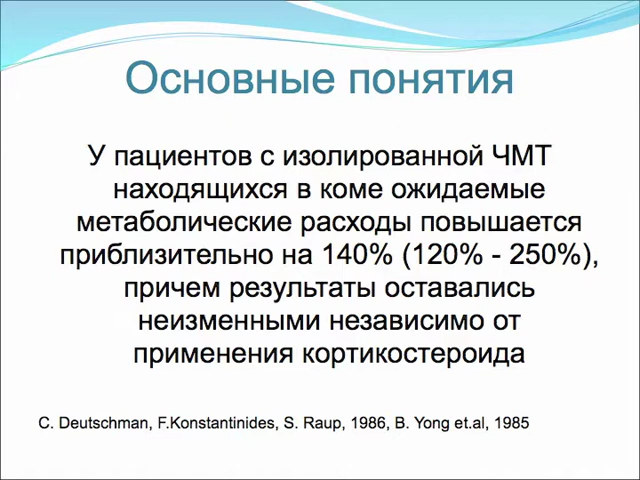 Основные понятия
У пациентов с изолированной ЧМТ
находящихся в коме ожидаемые
метаболические расходы повышается
приблизительно на 140% (120% - 250%),
причем результаты оставались
неизменными независимо от
применения кортикостероида
C. Deutschman, F.Konstantinides, S. Raup, 1986, B. Yong et.al, 1985